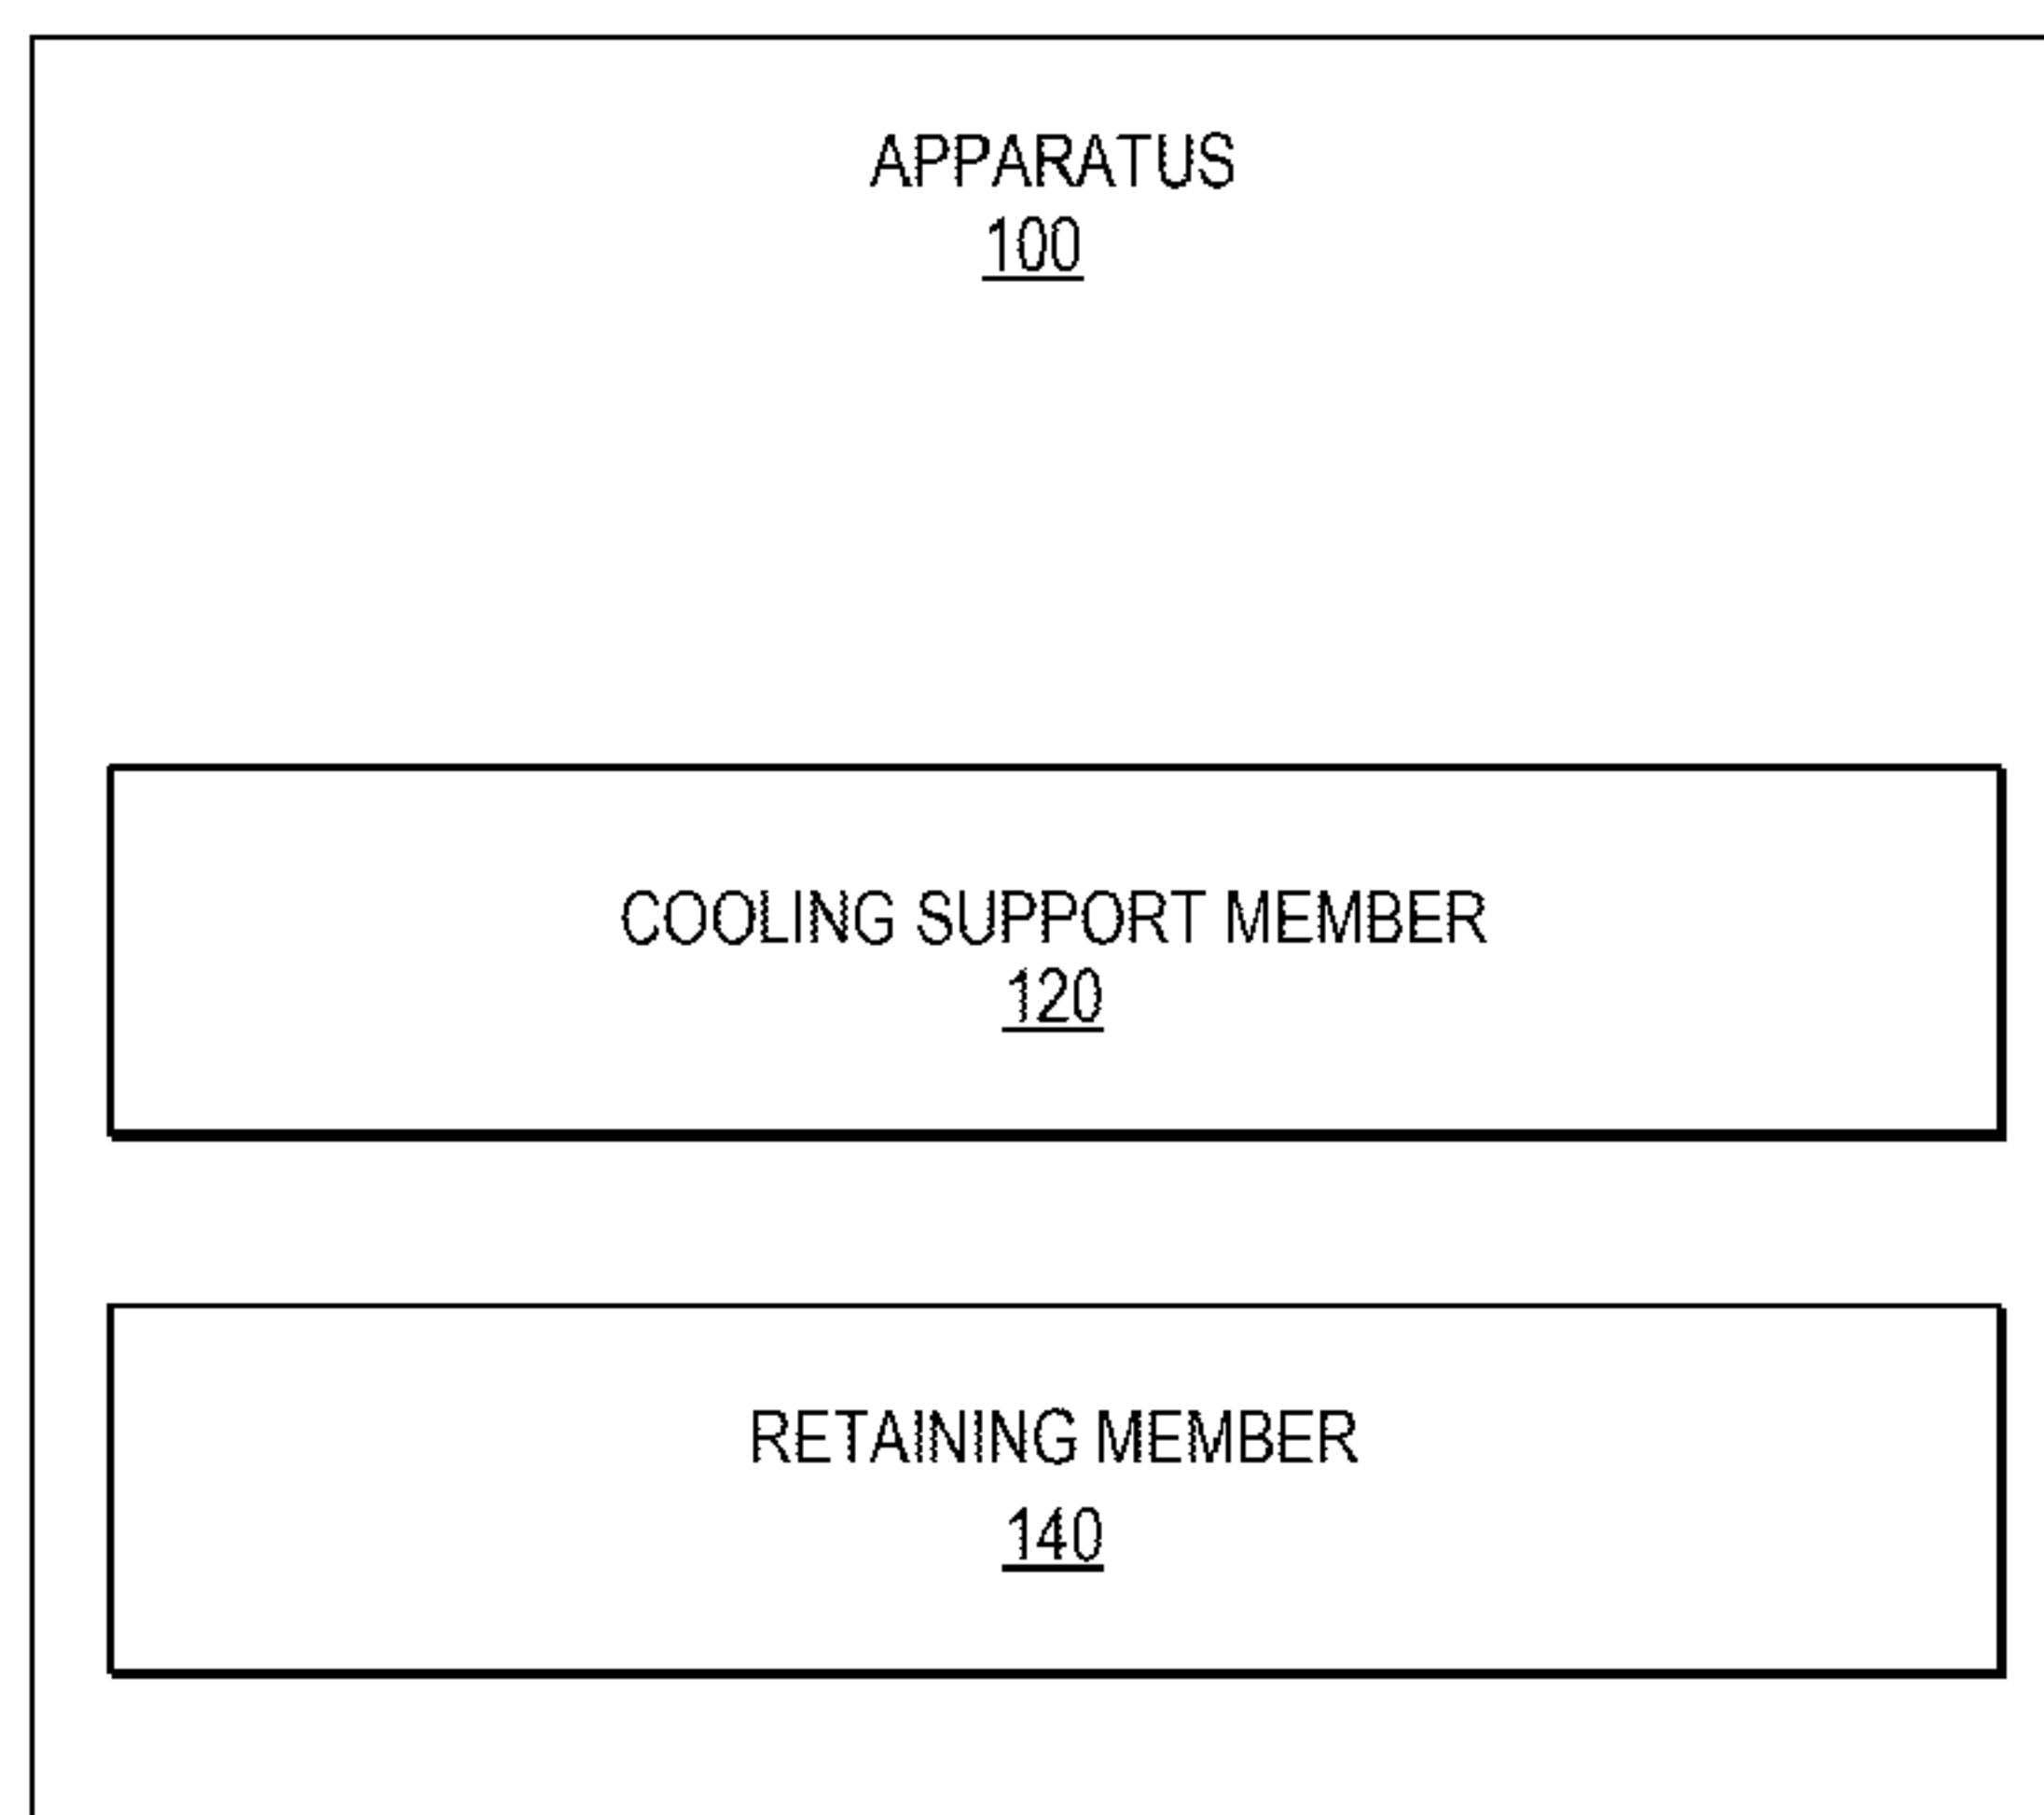 APPARATUS
100
COOLING SUPPORT MEMBER
120
RETAINING MEMBER
140